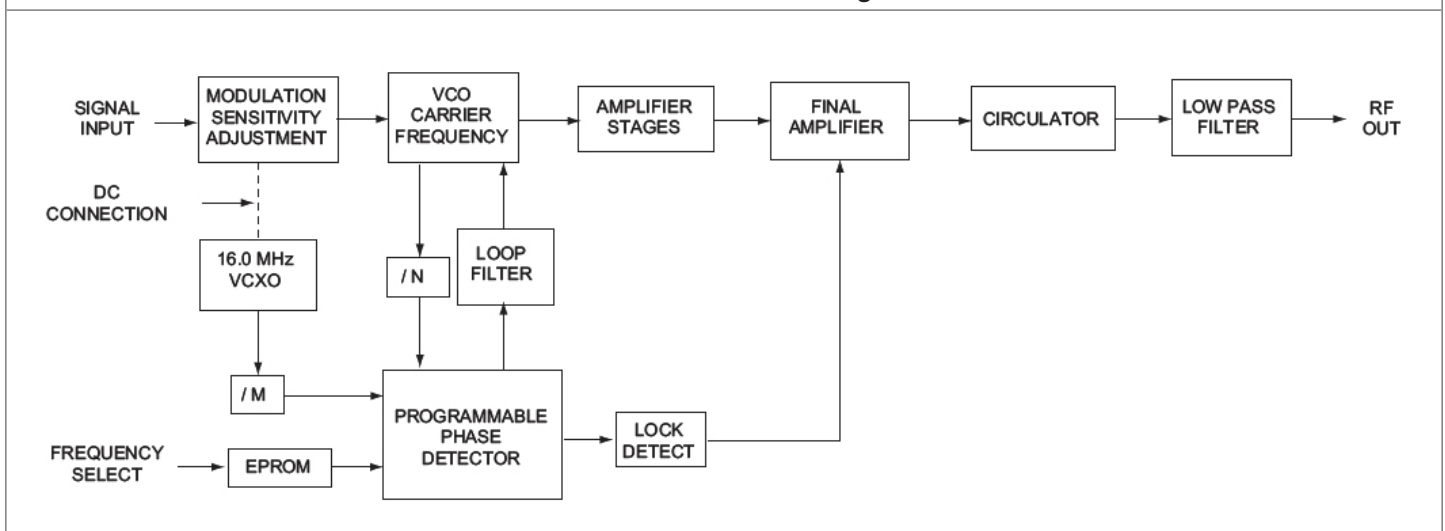 SIGNAL
INPUT
MODULATION
SENSITIVITY
ADJUSTMENT
VCO
CARRIER
FREQUENCY
AMPLIFIER
STAGES
FINAL
AMPLIFIER
CIRCULATOR
LOW PASS
FILTER
RF
OUT
DC
CONNECTION
16.0 MHz
VCXO
/ N
LOOP
FILTER
/ M
PROGRAMMABLE
PHASE
DETECTOR
LOCK
DETECT
FREQUENCY
SELECT
EPROM